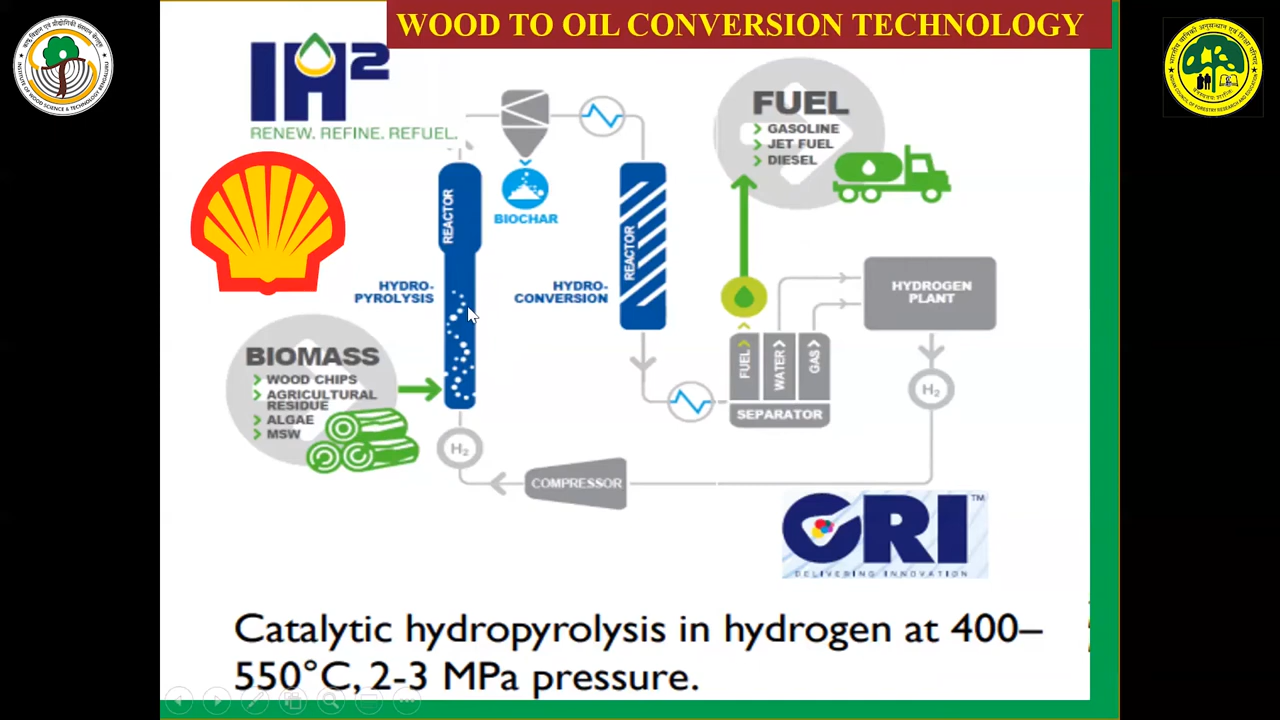 WOOD TO OIL CONVERSION TECHNOLOGY
IH²
RENEW. REFINE. REFUEL.
FUEL
GASOLINE
JET FUEL
DIESEL
REACTOR
BIOCHAR
REACTOR
HYDRO-
PYROLYSIS
HYDRO-
CONVERSION
HYDROGEN
PLANT
BIOMASS
WOOD CHIPS
AGRICULTURAL
RESIDUE
ALGAE
MSW
FUEL
WATER
GAS
SEPARATOR
H₂
H₂
COMPRESSOR
CRI™
DELIVERING INNOVATION
Catalytic hydropyrolysis in hydrogen at 400–
550°C, 2-3 MPa pressure.